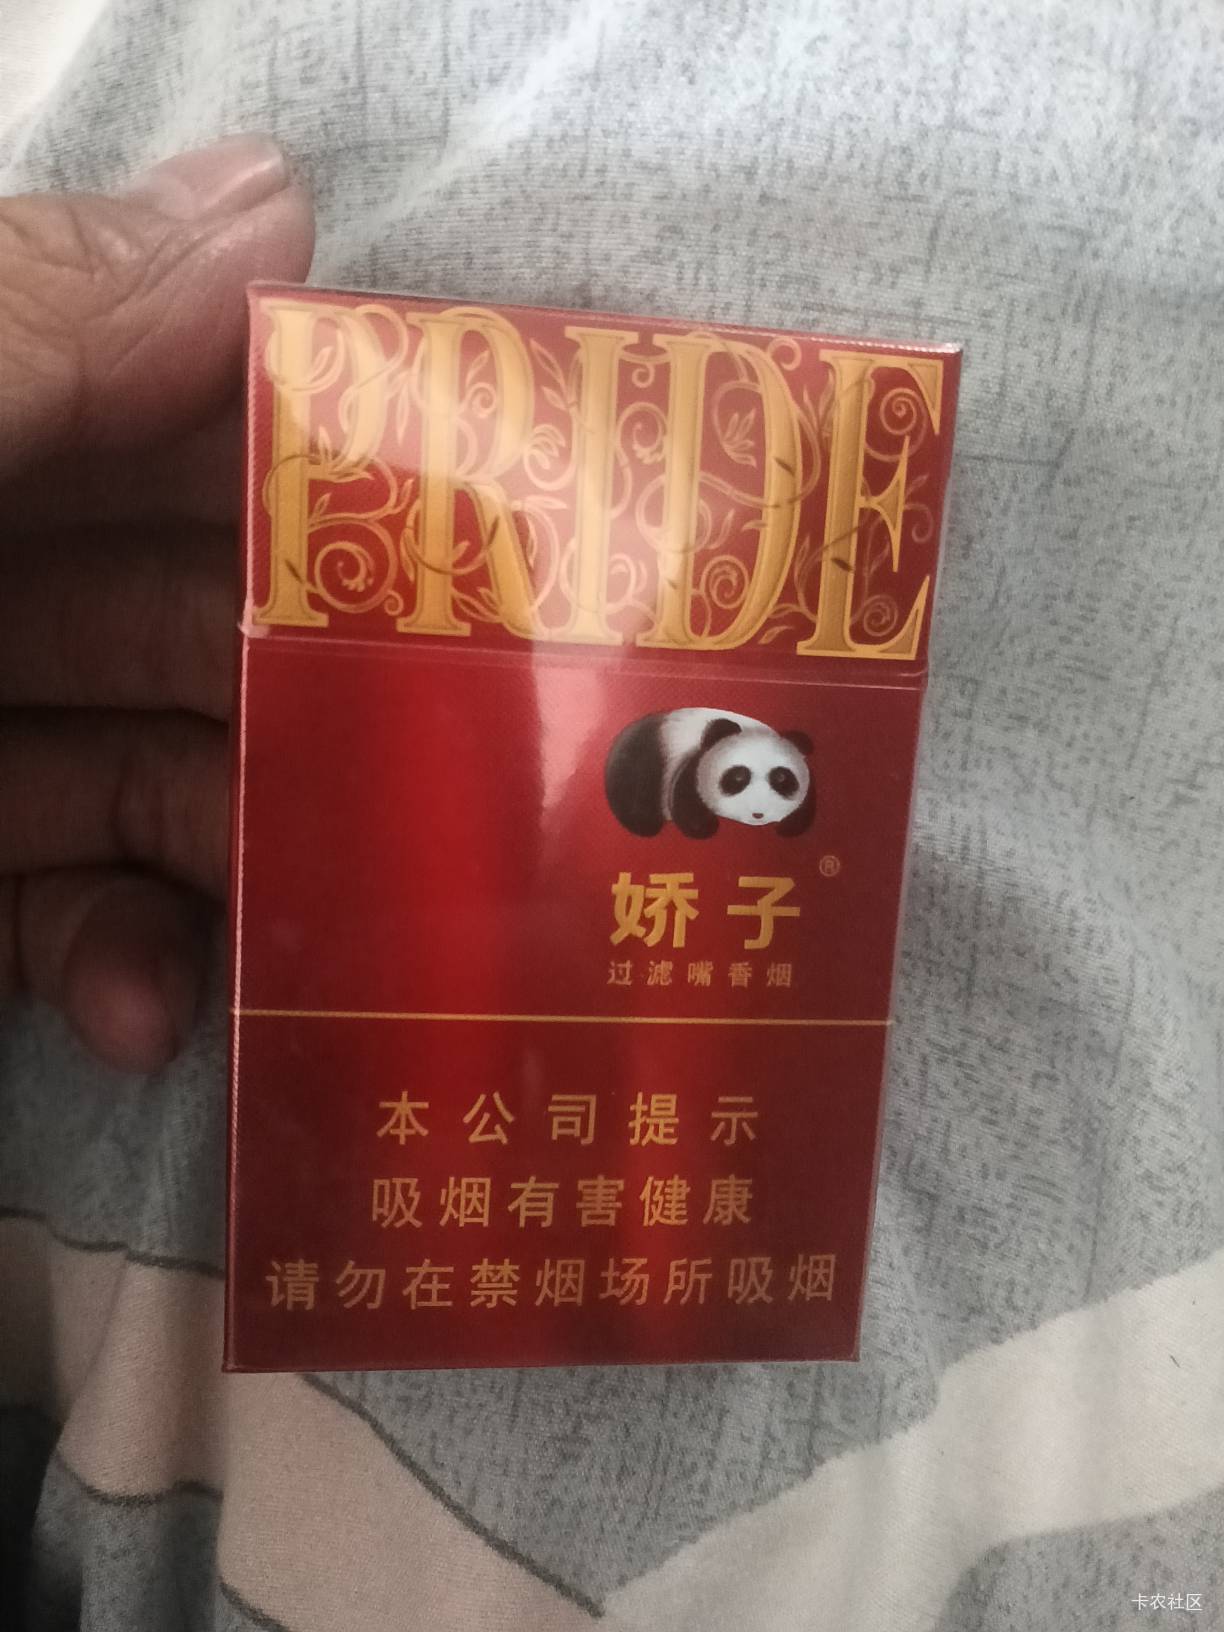 PRIDE
®
娇子
过滤嘴香烟
本公司提示
吸烟有害健康
请勿在禁烟场所吸烟
卡农社区